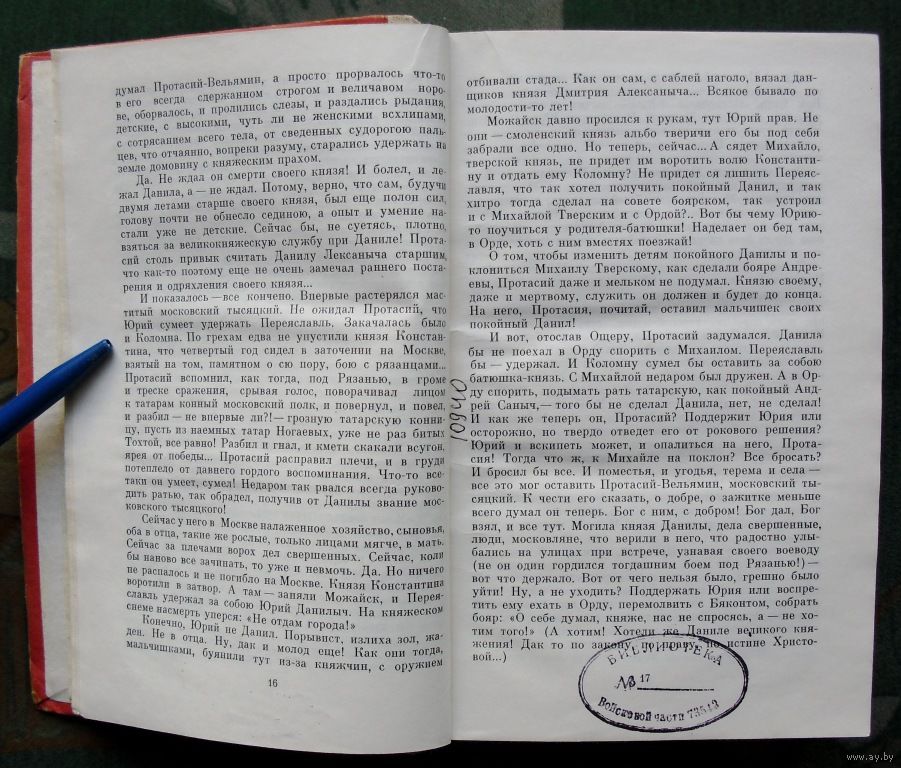 думал Протасий-Вельямин, а просто прорвалось что-то
в его всегда сдержанном строгом и величавом норо-
ве, оборвалось, и пролились слезы, и раздались рыдания,
детские, с высокими, чуть ли не женскими всхлипами,
с сотрясанием всего тела, от сведенных судорогою паль-
цев, что отчаянно, вопреки разуму, старались удержать на
земле домовину с княжеским прахом.
Да. Не ждал он смерти своего князя! И болел, и ле-
жал Данила, а — не ждал. Потому, верно, что сам, будучи
двумя летами старше своего князя, был еще полон сил,
голову почти не обнесло сединою, а опыт и умение на-
стали уже не детские. Сейчас бы, не суетясь, плотно,
взяться за великокняжескую службу при Даниле! Прота-
сий столь привык считать Данилу Лексаныча старшим,
что как-то поэтому еще не очень замечал раннего поста-
рения и одряхления своего князя...
И показалось — все кончено. Впервые растерялся мас-
титый московский тысяцкий. Не ожидал Протасий, что
Юрий сумеет удержать Переяславль. Закачалась было
и Коломна. По грехам едва не упустили князя Констан-
тина, что четвертый год сидел в заточении на Москве,
взятый на том, памятном о сю пору, бою с рязанцами...
Протасий вспомнил, как тогда, под Рязанью, в громе
и треске сражения, срывая голос, поворачивал лицом
к татарам конный московский полк, и повернул, и повел,
и разбил — не впервые ли?! — грозную татарскую конни-
цу, пусть из наемных татар Ногаевых, уже не раз битых
Тохтой, все равно! Разбил и гнал, и кмети скакали всугон,
ярея от победы... Протасий расправил плечи, и в груди
потеплело от давнего гордого воспоминания. Что-то все-
таки он умеет, сумел! Недаром так рвался всегда руково-
дить ратью, так обрадел, получив от Данилы звание мос-
ковского тысяцкого!
Сейчас у него в Москве налаженное хозяйство, сыновья,
оба в отца, такие же рослые, только лицами мягче, в мать.
Сейчас за плечами ворох дел свершенных. Сейчас, коли
бы наново все зачинать, то уже и невмочь. Да. Но ничего
не распалось и не погибло на Москве. Князя Константина
воротили в затвор. А там — заняли Можайск, и Перея-
славль удержал за собою Юрий Данилыч. На княжеском
снеме насмерть уперся: «Не отдам города!»
Конечно, Юрий не Данил. Порывист, излиха зол, жа-
ден. Не в отца. Ну, дак и молод еще! Как они тогда,
мальчишками, буянили тут из-за княжчин, с оружием
16
отбивали стада... Как он сам, с саблей наголо, вязал дан-
щиков князя Дмитрия Алексаныча... Всякое бывало по
молодости-то лет!
Можайск давно просился к рукам, тут Юрий прав. Не
они — смоленский князь альбо тверичи его бы под себя
забрали все одно. Но теперь, сейчас... А сядет Михайло,
тверской князь, не придет им воротить волю Константи-
ну и отдать ему Коломну? Не придет ся лишить Переяс-
лавля, что так хотел получить покойный Данил, и так
хитро тогда сделал на совете боярском, так устроил
и с Михайлой Тверским и с Ордой?.. Вот бы чему Юрию-
то поучиться у родителя-батюшки! Наделает он бед там,
в Орде, хоть с ним вместях поезжай!
О том, чтобы изменить детям покойного Данилы и по-
клониться Михаилу Тверскому, как сделали бояре Андре-
евы, Протасий даже и мельком не подумал. Князю своему,
даже и мертвому, служить он должен и будет до конца.
На него, Протасия, почитай, оставил мальчишек своих
покойный Данил!
И вот, отослав Ощеру, Протасий задумался. Данила
бы не поехал в Орду спорить с Михаилом. Переяславль
бы — удержал. И Коломну сумел бы оставить за собою
батюшка-князь. С Михайлой недаром был дружен. А в Ор-
ду спорить, подымать рать татарскую, как покойный Анд-
рей Саныч,— того бы не сделал Данила, нет, не сделал!
И как же теперь он, Протасий? Поддержит Юрия или
осторожно, но твердо отведет его от рокового решения?
Юрий и вскипеть может, и опалиться на него, Прота-
сия! Тогда что ж, к Михайле на поклон? Все бросать?
И бросил бы все. И поместья, и угодья, терема и села —
все это мог оставить Протасий-Вельямин, московский ты-
сяцкий. К чести его сказать, о добре, о зажитке меньше
всего думал он теперь. Бог с ним, с добром! Бог дал, Бог
взял, и все тут. Могила князя Данилы, дела свершенные,
люди, московляне, что верили в него, что радостно улы-
бались на улицах при встрече, узнавая своего воеводу
(не он один гордился тогдашним боем под Рязанью!) —
вот что держало. Вот от чего нельзя было, грешно было
уйти! Ну, а не уходить? Поддержать Юрия или воспре-
тить ему ехать в Орду, перемолвить с Бяконтом, собрать
бояр: «О себе думал, княже, нас не спросясь, а — не хо-
тим того!» (А хотим! Хотели же Даниле великого кня-
жения! Дак то по закону, по праву, по истине Христо-
вой...)
10940
БИБЛИОТЕКА
№ 17
Войсковой части 73549
www.ay.by